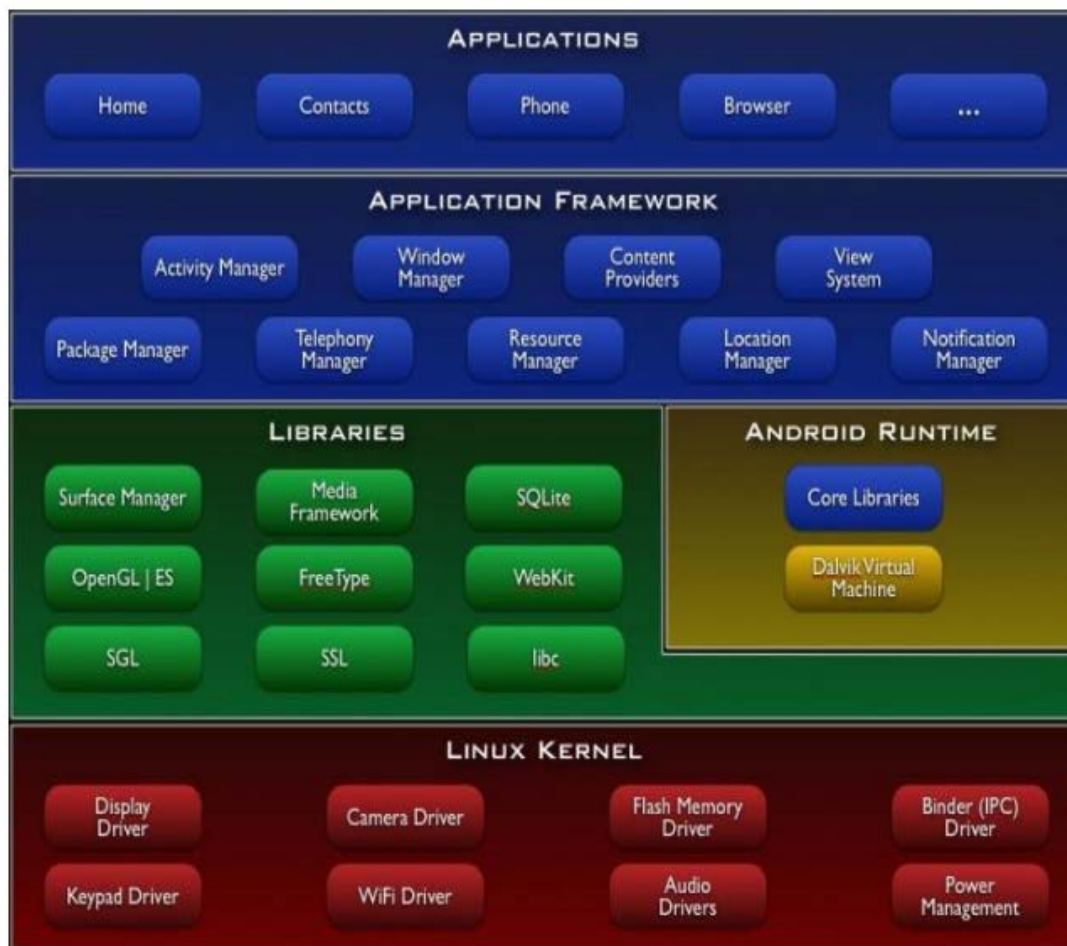 APPLICATIONS
Home
Contacts
Phone
Browser
...
APPLICATION FRAMEWORK
Activity Manager
Window
Manager
Content
Providers
View
System
Package Manager
Telephony
Manager
Resource
Manager
Location
Manager
Notification
Manager
LIBRARIES
Surface Manager
Media
Framework
SQLite
OpenGL | ES
FreeType
WebKit
SGL
SSL
libc
ANDROID RUNTIME
Core Libraries
Dalvik Virtual
Machine
LINUX KERNEL
Display
Driver
Camera Driver
Flash Memory
Driver
Binder (IPC)
Driver
Keypad Driver
WiFi Driver
Audio
Drivers
Power
Management